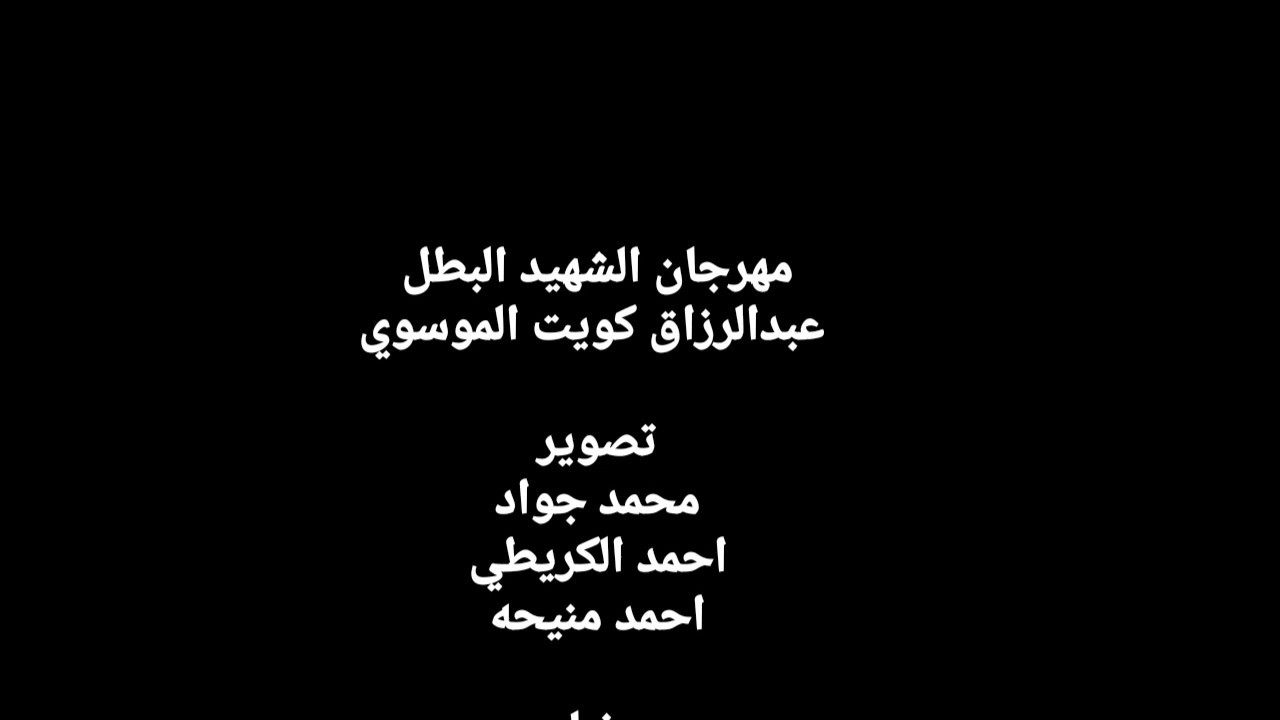 مهرجان الشهيد البطل
عبدالرزاق كويت الموسوي
تصوير
محمد جواد
احمد الكريطي
احمد منيحه